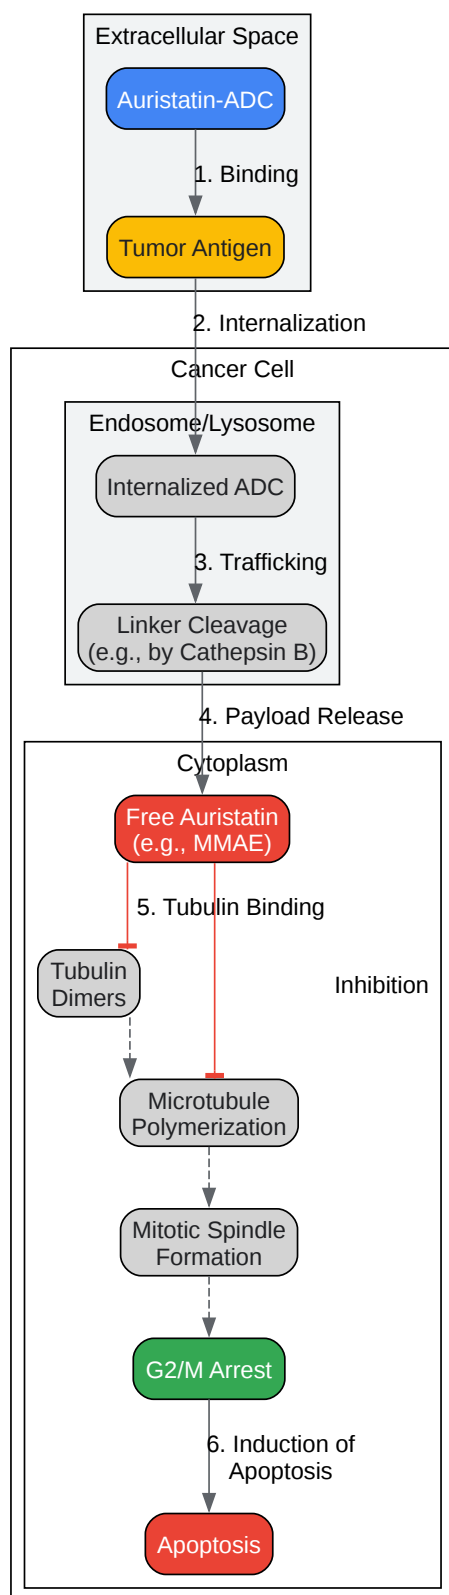 Extracellular Space
Auristatin-ADC
1. Binding
Tumor Antigen
2. Internalization
Cancer Cell
Endosome/Lysosome
Internalized ADC
3. Trafficking
Linker Cleavage
(e.g., by Cathepsin B)
4. Payload Release
Cytoplasm
Free Auristatin
(e.g., MMAE)
5. Tubulin Binding
Tubulin
Dimers
Inhibition
Microtubule
Polymerization
Mitotic Spindle
Formation
G2/M Arrest
6. Induction of
Apoptosis
Apoptosis